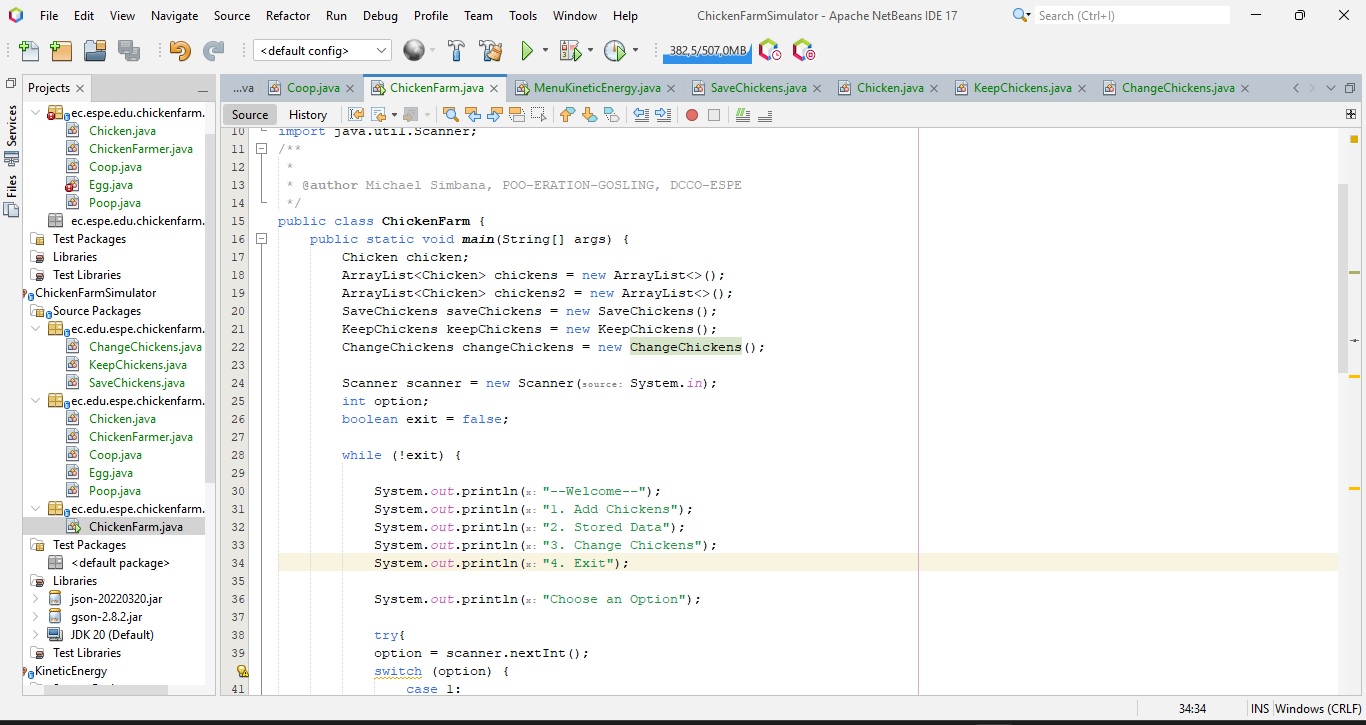 File Edit View Navigate Source Refactor Run Debug Profile Team Tools Window Help ChickenFarmSimulator - Apache NetBeans IDE 17 Search (Ctrl+I)
<default config> 382,5/507,0MB
Projects
Services
Files
...va Coop.java ChickenFarm.java MenuKineticEnergy.java SaveChickens.java Chicken.java KeepChickens.java ChangeChickens.java
Source History
ec.espe.edu.chickenfarm.
Chicken.java
ChickenFarmer.java
Coop.java
Egg.java
Poop.java
ec.espe.edu.chickenfarm.
Test Packages
Libraries
Test Libraries
ChickenFarmSimulator
Source Packages
ec.edu.espe.chickenfarm.
ChangeChickens.java
KeepChickens.java
SaveChickens.java
ec.edu.espe.chickenfarm.
Chicken.java
ChickenFarmer.java
Coop.java
Egg.java
Poop.java
ec.edu.espe.chickenfarm.
ChickenFarm.java
Test Packages
<default package>
Libraries
json-20220320.jar
gson-2.8.2.jar
JDK 20 (Default)
Test Libraries
KineticEnergy
10 import java.util.Scanner;
11 /**
12 *
13 * @author Michael Simbana, POO-ERATION-GOSLING, DCCO-ESPE
14 */
15 public class ChickenFarm {
16 public static void main(String[] args) {
17 Chicken chicken;
18 ArrayList<Chicken> chickens = new ArrayList<>();
19 ArrayList<Chicken> chickens2 = new ArrayList<>();
20 SaveChickens saveChickens = new SaveChickens();
21 KeepChickens keepChickens = new KeepChickens();
22 ChangeChickens changeChickens = new ChangeChickens();
23
24 Scanner scanner = new Scanner(source: System.in);
25 int option;
26 boolean exit = false;
27
28 while (!exit) {
29
30 System.out.println(x: "--Welcome--");
31 System.out.println(x: "1. Add Chickens");
32 System.out.println(x: "2. Stored Data");
33 System.out.println(x: "3. Change Chickens");
34 System.out.println(x: "4. Exit");
35
36 System.out.println(x: "Choose an Option");
37
38 try{
39 option = scanner.nextInt();
switch (option) {
41 case 1:
34:34 INS Windows (CRLF)